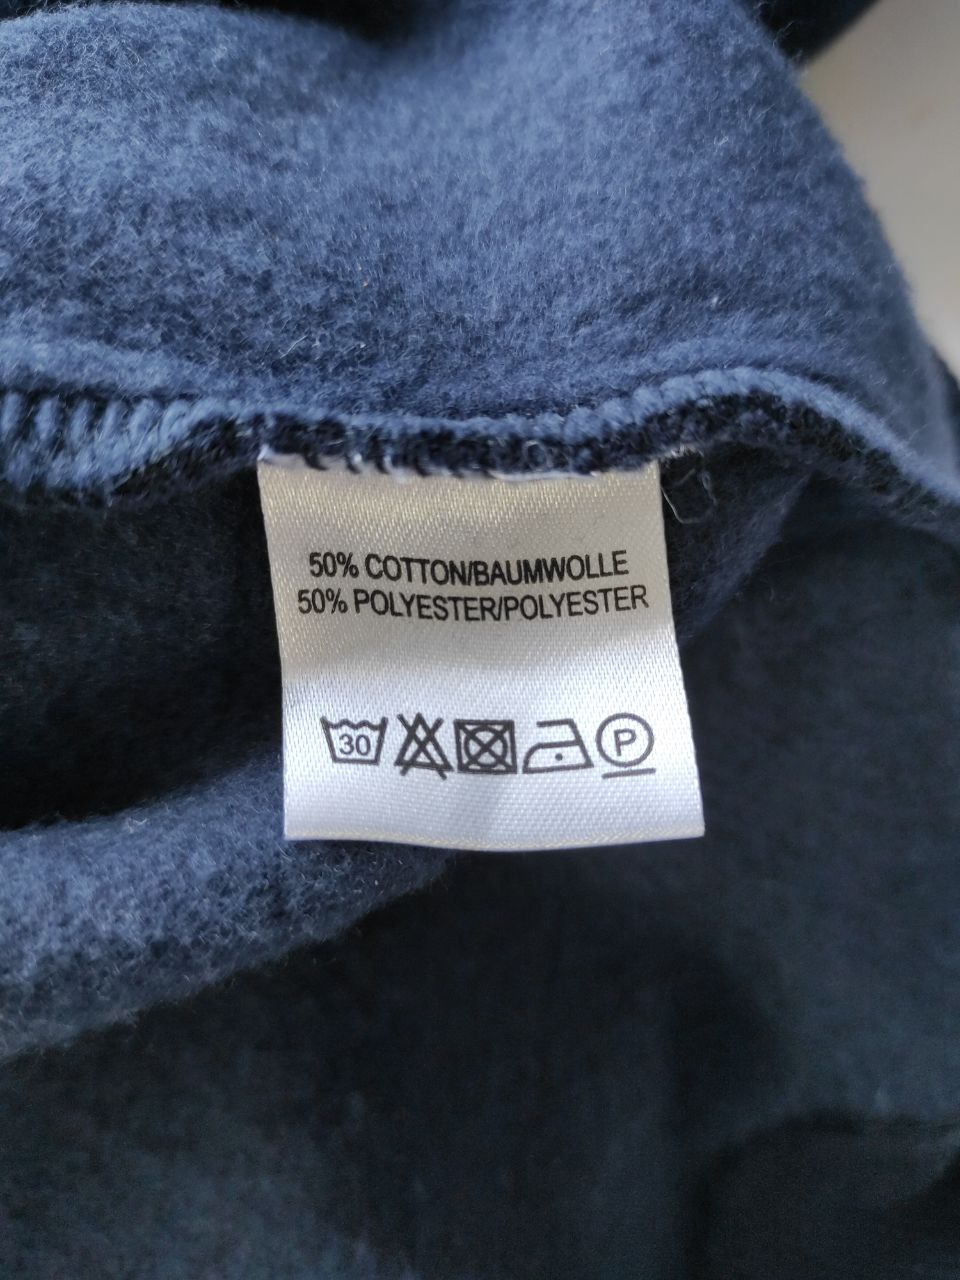 50% COTTON/BAUMWOLLE
50% POLYESTER/POLYESTER
30 P